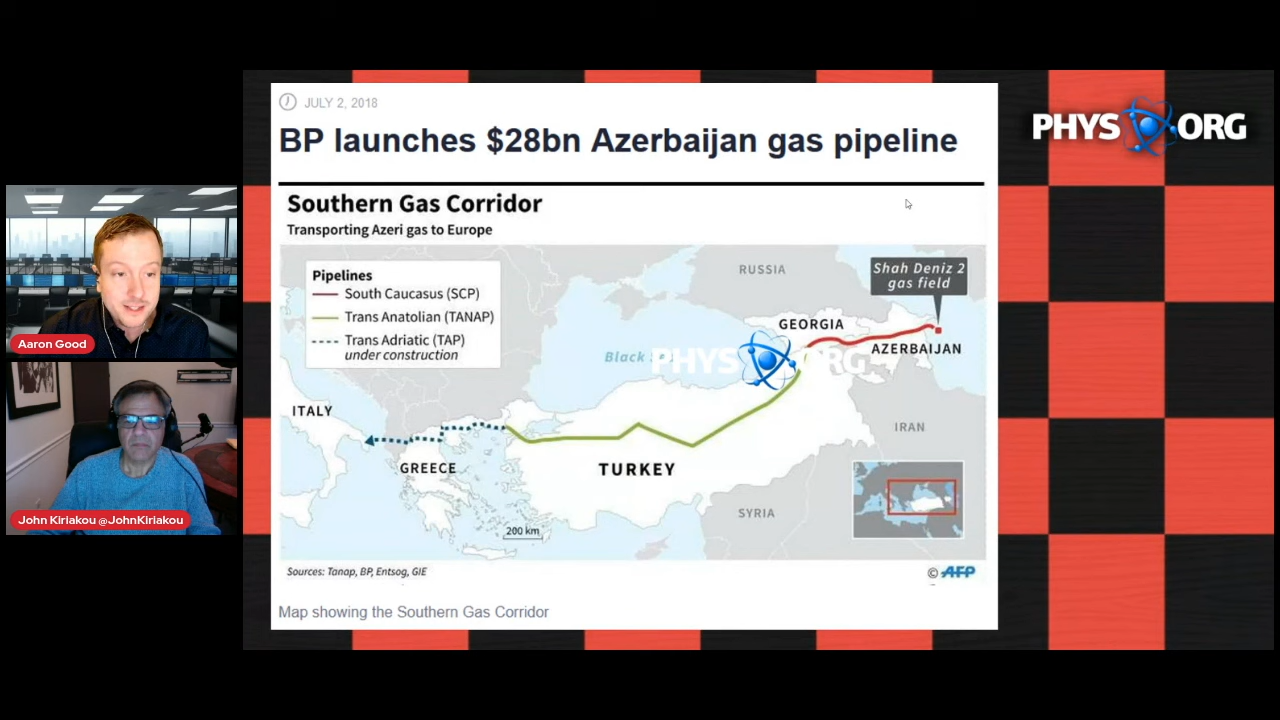 JULY 2, 2018
BP launches $28bn Azerbaijan gas pipeline
PHYS ORG
Southern Gas Corridor
Transporting Azeri gas to Europe
Pipelines
South Caucasus (SCP)
Trans Anatolian (TANAP)
Trans Adriatic (TAP)
under construction
RUSSIA
Shah Deniz 2
gas field
GEORGIA
AZERBAIJAN
Black
PHYS ORG
ITALY
GREECE
TURKEY
IRAN
SYRIA
200 km
Sources: Tanap, BP, Entsog, GIE
© AFP
Map showing the Southern Gas Corridor
Aaron Good
John Kiriakou @JohnKiriakou